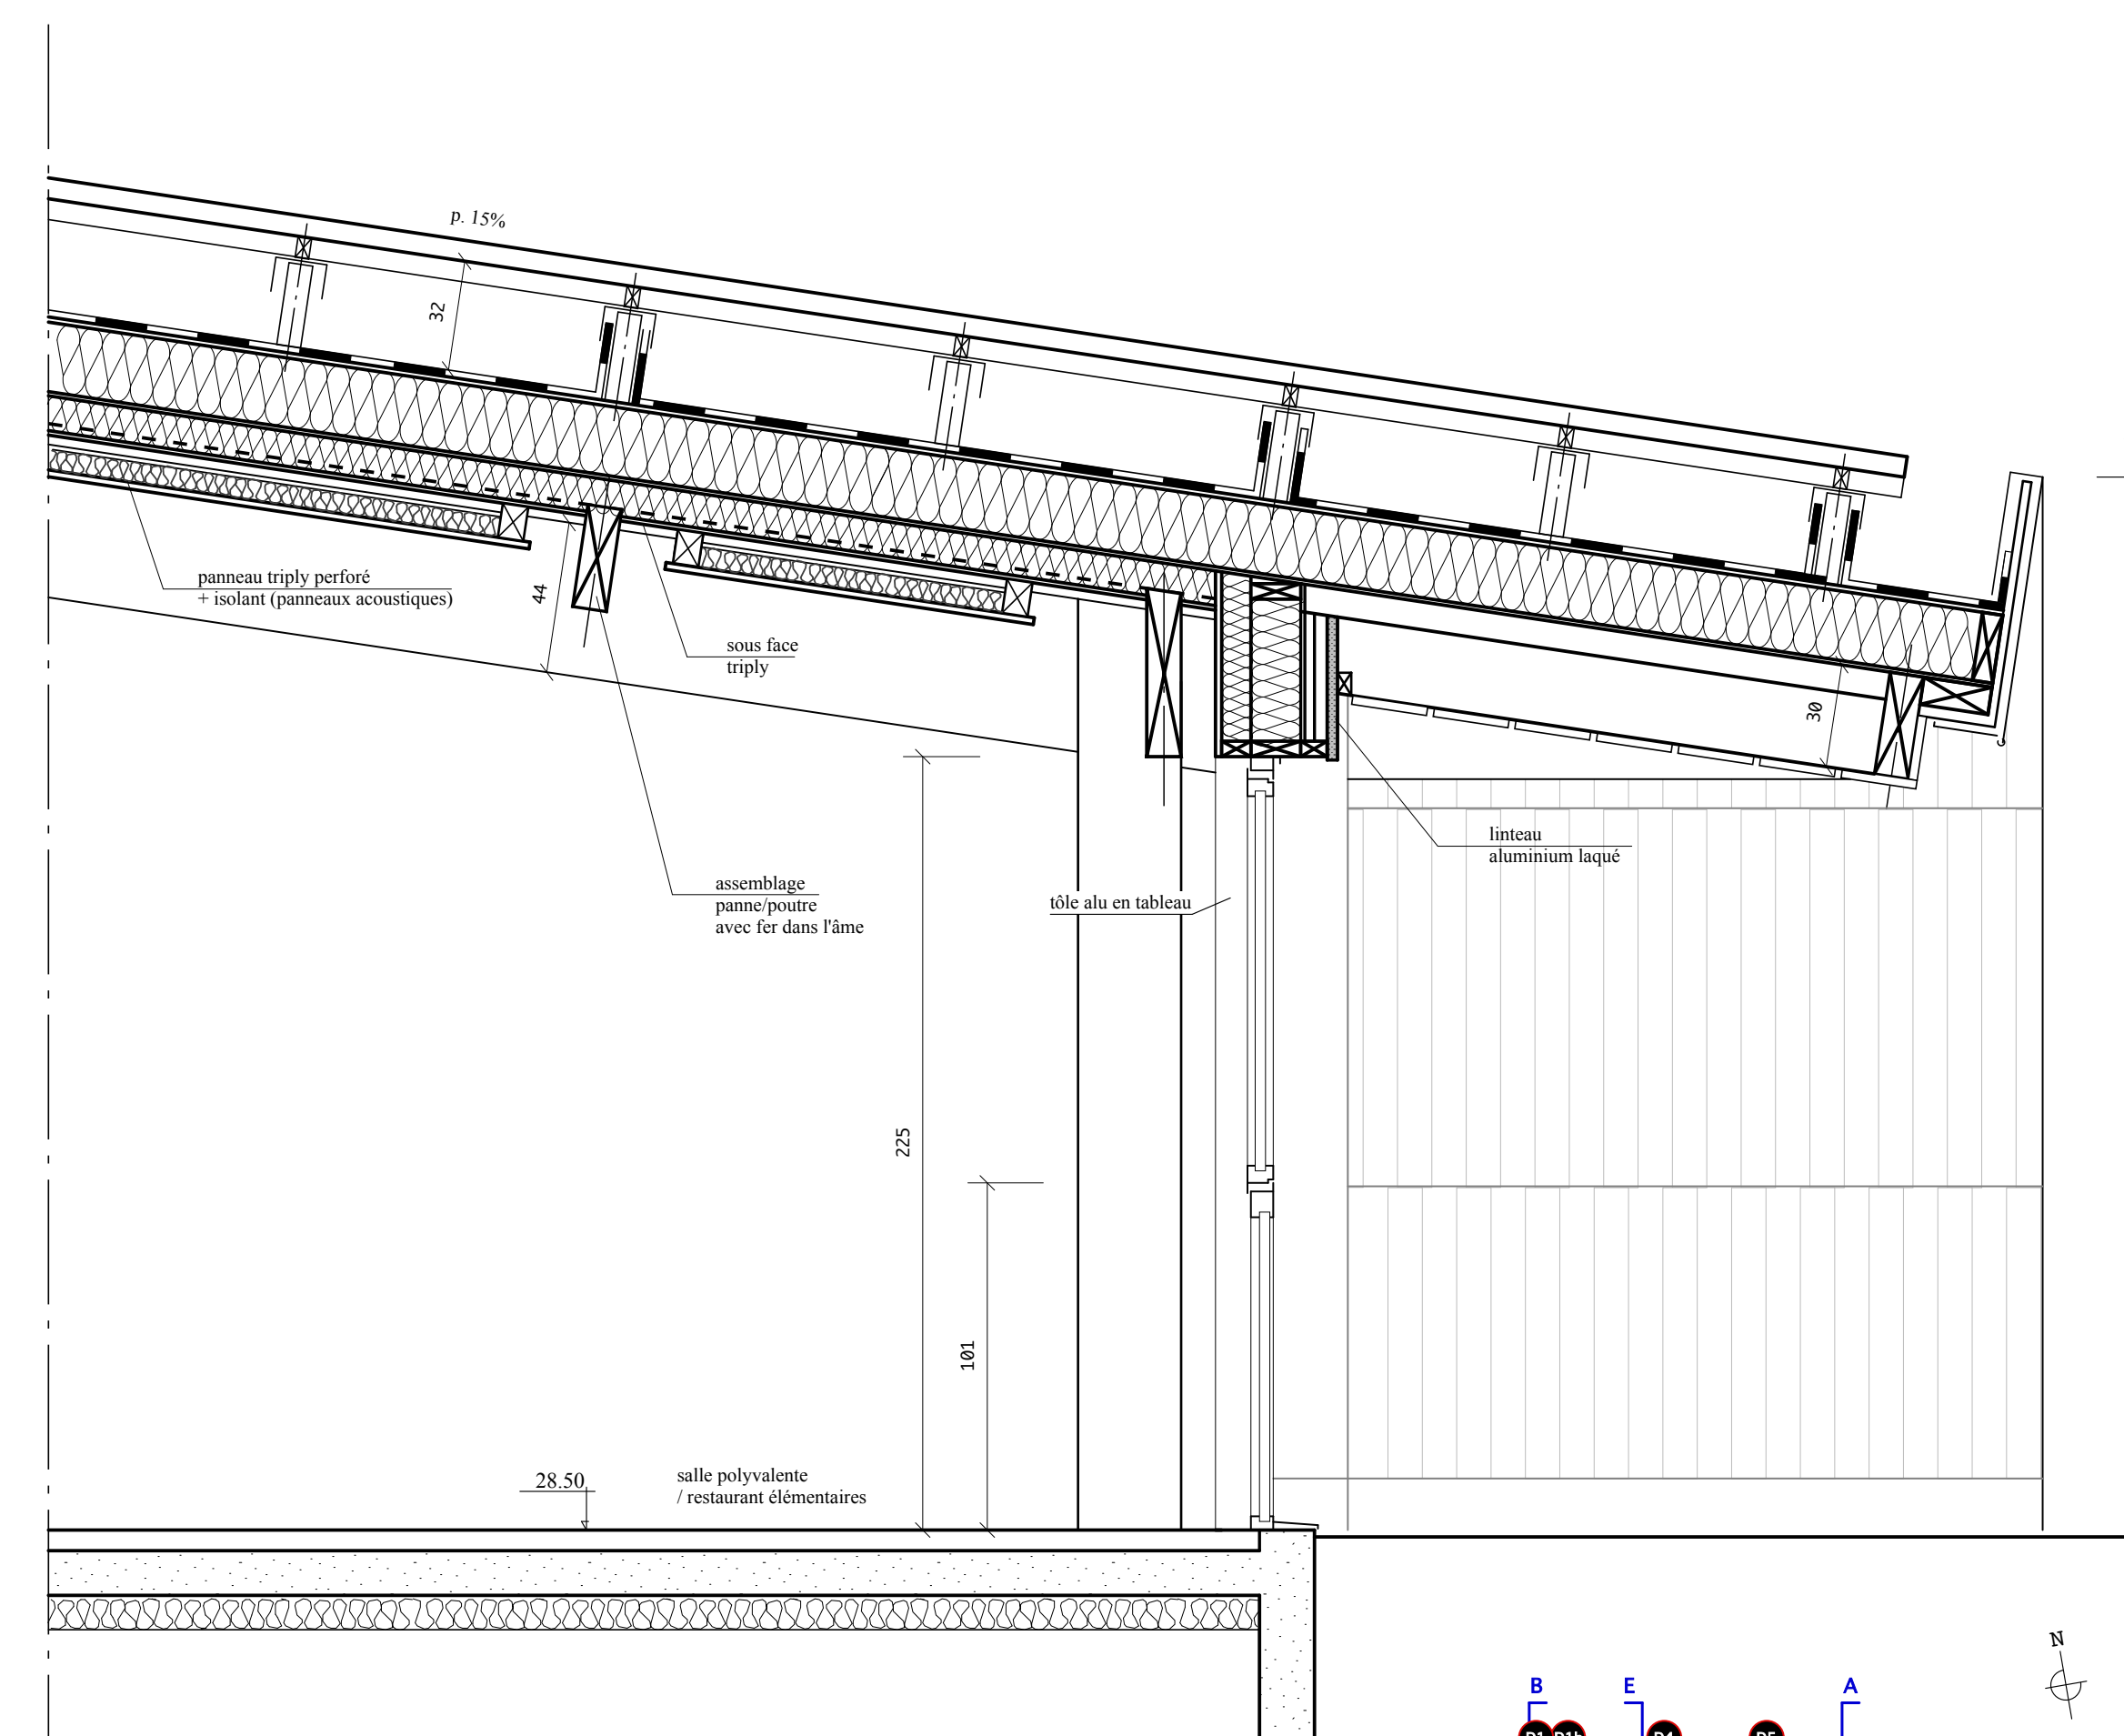 p. 15%
32
panneau triply perforé
+ isolant (panneaux acoustiques)
44
sous face
triply
30
linteau
aluminium laqué
assemblage
panne/poutre
avec fer dans l'âme
tôle alu en tableau
225
101
28.50
salle polyvalente
/ restaurant élémentaires
N
B E A